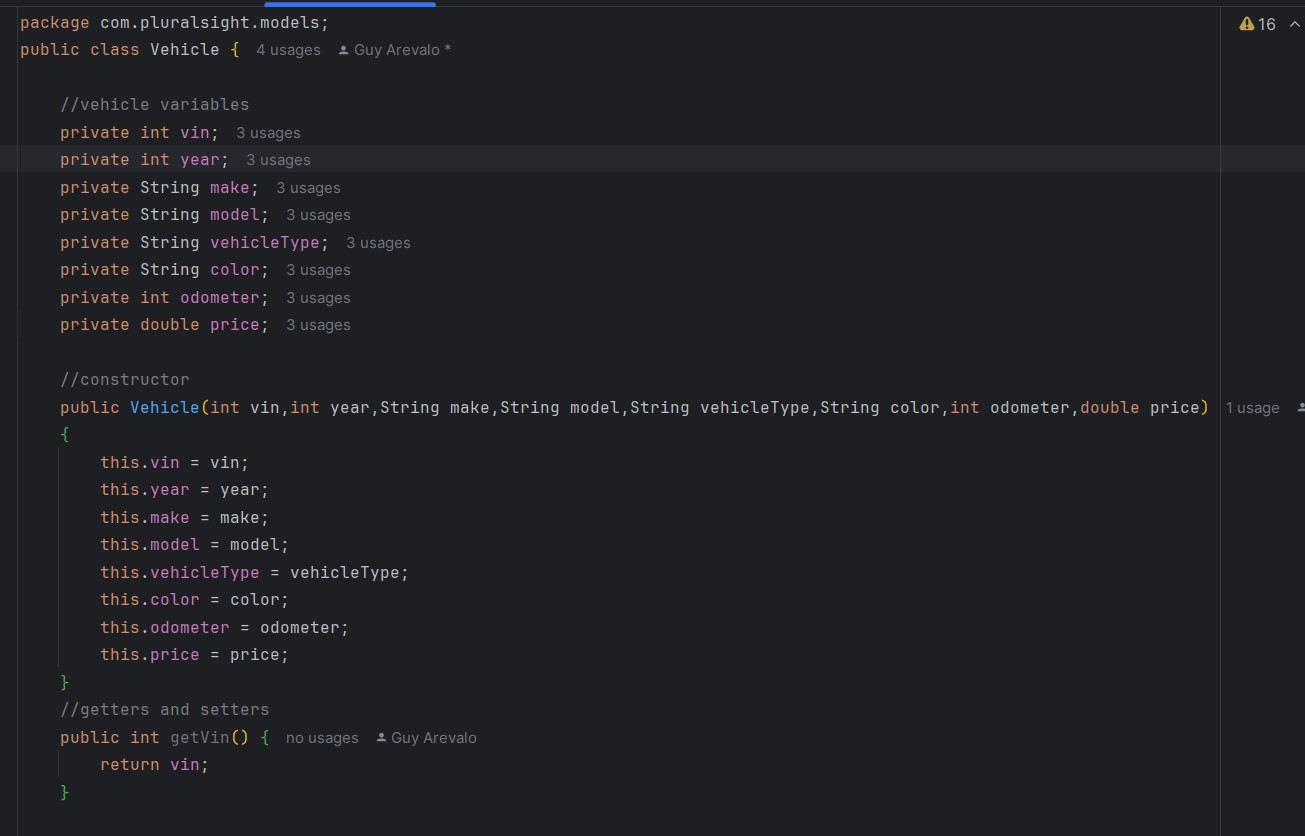 package com.pluralsight.models;
16
public class Vehicle { 4 usages Guy Arevalo *
//vehicle variables
private int vin; 3 usages
private int year; 3 usages
private String make; 3 usages
private String model; 3 usages
private String vehicleType; 3 usages
private String color; 3 usages
private int odometer; 3 usages
private double price; 3 usages
//constructor
public Vehicle(int vin,int year,String make,String model,String vehicleType,String color,int odometer,double price) 1 usage
{
this.vin = vin;
this.year = year;
this.make = make;
this.model = model;
this.vehicleType = vehicleType;
this.color = color;
this.odometer = odometer;
this.price = price;
}
//getters and setters
public int getVin() { no usages Guy Arevalo
return vin;
}